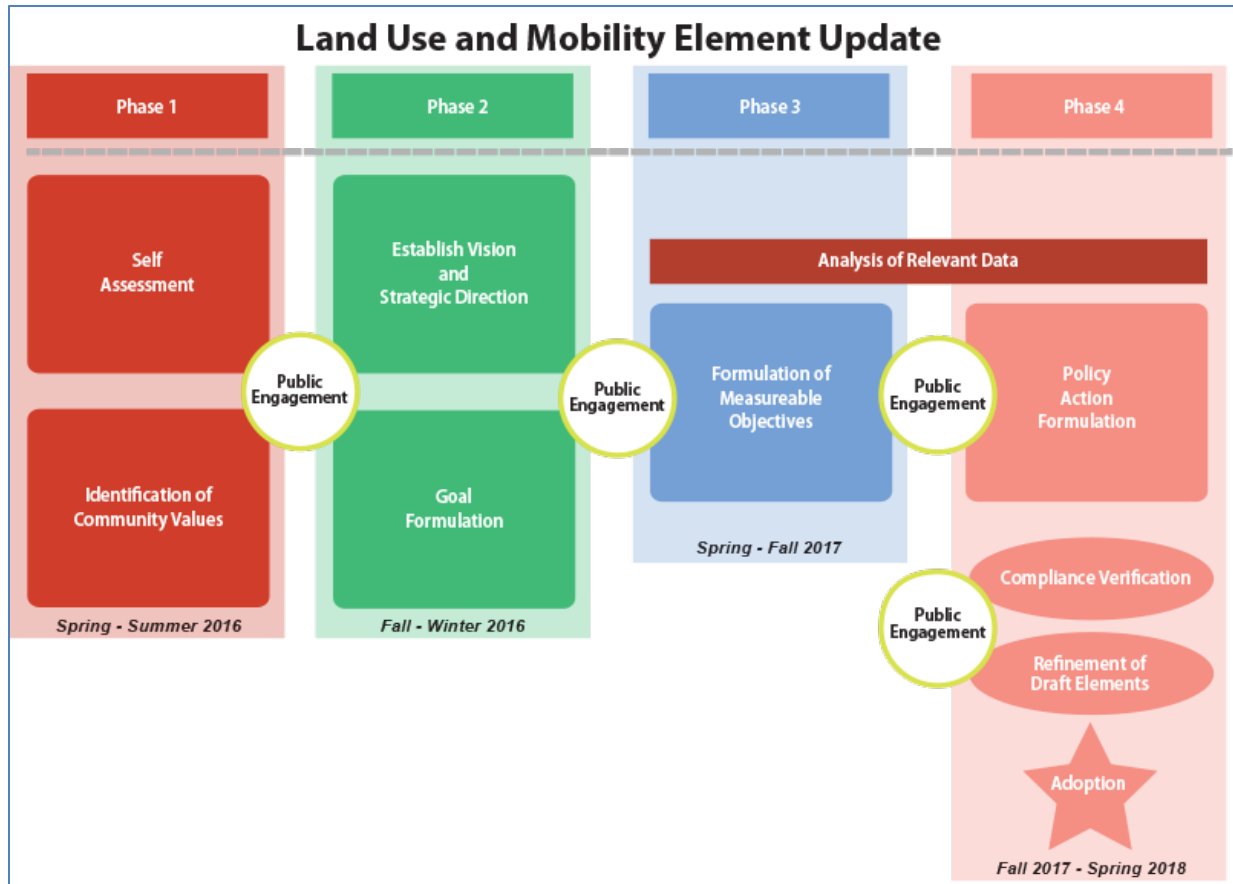 Land Use and Mobility Element Update
Phase 1
Phase 2
Phase 3
Phase 4
Self
Assessment
Establish Vision
and
Strategic Direction
Analysis of Relevant Data
Public
Engagement
Public
Engagement
Formulation of
Measureable
Objectives
Public
Engagement
Policy
Action
Formulation
Identification of
Community Values
Goal
Formulation
Spring - Summer 2016
Fall - Winter 2016
Spring - Fall 2017
Compliance Verification
Public
Engagement
Refinement of
Draft Elements
Adoption
Fall 2017 - Spring 2018